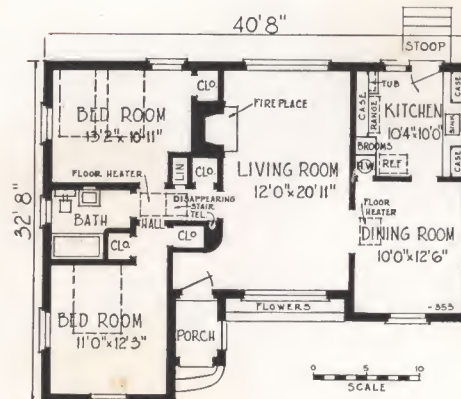 40'8"
STOOP
32'8"
BED ROOM
13'2"x10'11"
CLO.
FIREPLACE
TUB
CASE
RANGE
KITCHEN
10'4"x10'0"
CASE
SINK
CASE
BROOMS
H.W.
REF
FLOOR HEATER
LIN
CLO.
LIVING ROOM
12'0"x20'11"
DISAPPEARING
STAIR
TEL.
BATH
HALL
CLO
CLO
FLOOR
HEATER
DINING ROOM
10'0"x12'6"
BED ROOM
11'0"x12'3"
PORCH
FLOWERS
-353
0 5 10
SCALE